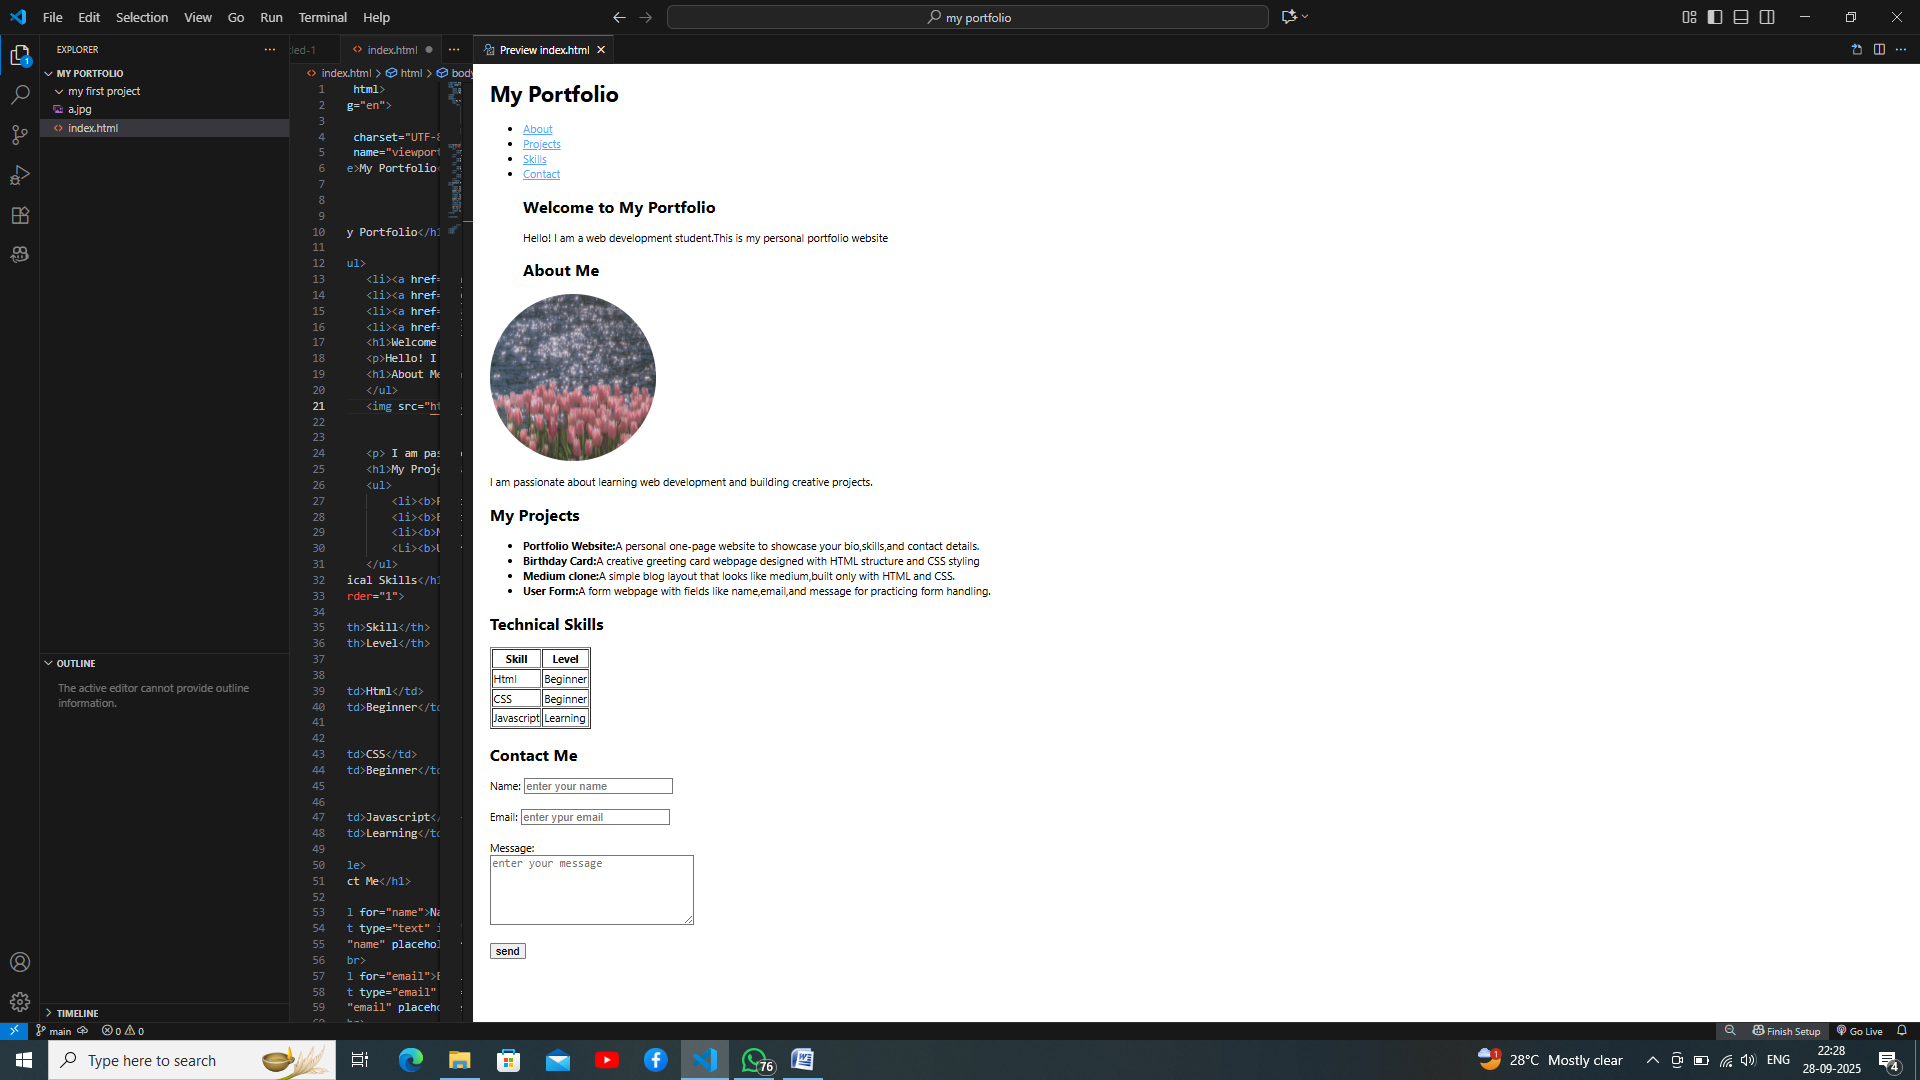 File Edit Selection View Go Run Terminal Help
my portfolio
EXPLORER
index.html
Preview index.html
MY PORTFOLIO
my first project
a.jpg
index.html
OUTLINE
The active editor cannot provide outline
information.
TIMELINE
index.html > html > body
1 html>
2 g="en">
3
4 charset="UTF-8
5 name="viewport
6 e>My Portfolio<
7
8
9
10 y Portfolio</h1
11
12 ul>
13 <li><a href=
14 <li><a href=
15 <li><a href=
16 <li><a href=
17 <h1>Welcome
18 <p>Hello! I
19 <h1>About Me
20 </ul>
21 <img src="ht
22
23
24 <p> I am pas
25 <h1>My Proje
26 <ul>
27 <li><b>P
28 <li><b>B
29 <li><b>M
30 <Li><b>U
31 </ul>
32 ical Skills</h1
33 rder="1">
34
35 th>Skill</th>
36 th>Level</th>
37
38
39 td>Html</td>
40 td>Beginner</td
41
42
43 td>CSS</td>
44 td>Beginner</td
45
46
47 td>Javascript</
48 td>Learning</td
49
50 le>
51 ct Me</h1>
52
53 l for="name">Na
54 t type="text" i
55 "name" placehol
56 br>
57 l for="email">E
58 t type="email"
59 "email" placeho
My Portfolio
About
Projects
Skills
Contact
Welcome to My Portfolio
Hello! I am a web development student.This is my personal portfolio website
About Me
I am passionate about learning web development and building creative projects.
My Projects
Portfolio Website:A personal one-page website to showcase your bio,skills,and contact details.
Birthday Card:A creative greeting card webpage designed with HTML structure and CSS styling
Medium clone:A simple blog layout that looks like medium,built only with HTML and CSS.
User Form:A form webpage with fields like name,email,and message for practicing form handling.
Technical Skills
Skill Level
Html Beginner
CSS Beginner
Javascript Learning
Contact Me
Name: enter your name
Email: enter ypur email
Message:
enter your message
send
main 0 0 Finish Setup Go Live
Type here to search
76
1
28°C Mostly clear
ENG
22:28
28-09-2025
4